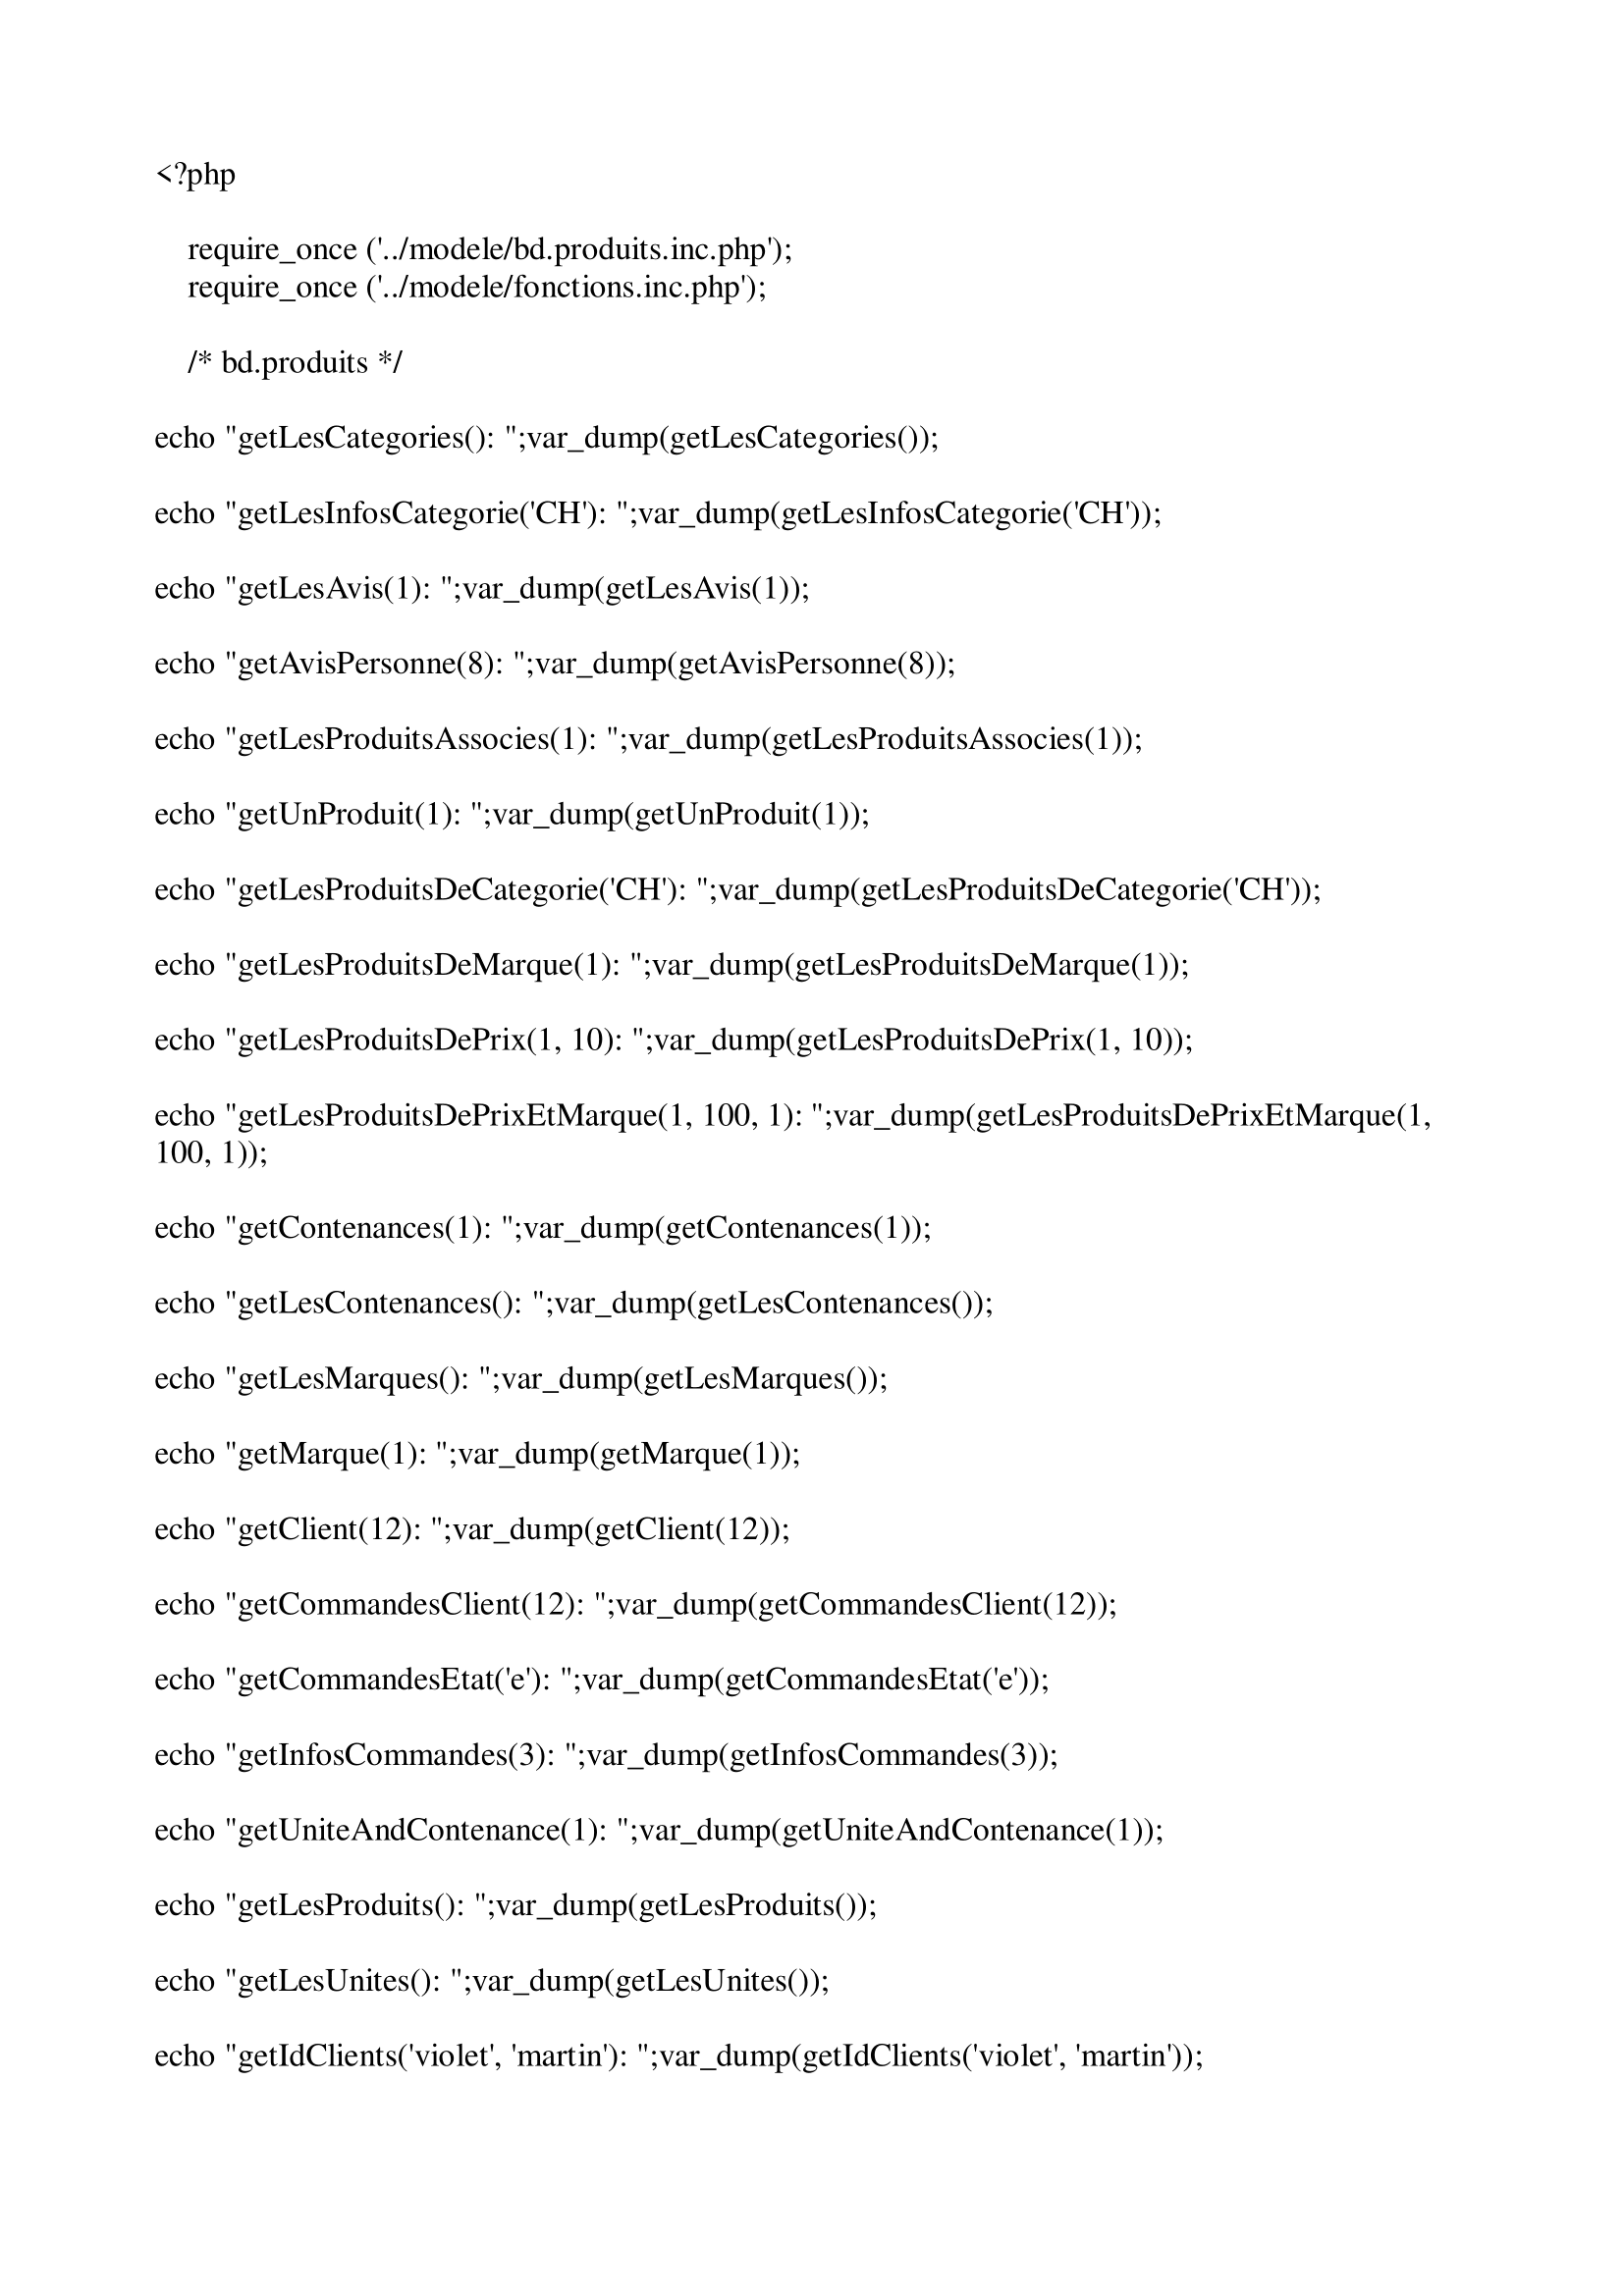 <?php
require_once ('../modele/bd.produits.inc.php');
require_once ('../modele/fonctions.inc.php');
/* bd.produits */
echo "getLesCategories(): ";var_dump(getLesCategories());
echo "getLesInfosCategorie('CH'): ";var_dump(getLesInfosCategorie('CH'));
echo "getLesAvis(1): ";var_dump(getLesAvis(1));
echo "getAvisPersonne(8): ";var_dump(getAvisPersonne(8));
echo "getLesProduitsAssocies(1): ";var_dump(getLesProduitsAssocies(1));
echo "getUnProduit(1): ";var_dump(getUnProduit(1));
echo "getLesProduitsDeCategorie('CH'): ";var_dump(getLesProduitsDeCategorie('CH'));
echo "getLesProduitsDeMarque(1): ";var_dump(getLesProduitsDeMarque(1));
echo "getLesProduitsDePrix(1, 10): ";var_dump(getLesProduitsDePrix(1, 10));
echo "getLesProduitsDePrixEtMarque(1, 100, 1): ";var_dump(getLesProduitsDePrixEtMarque(1,
100, 1));
echo "getContenances(1): ";var_dump(getContenances(1));
echo "getLesContenances(): ";var_dump(getLesContenances());
echo "getLesMarques(): ";var_dump(getLesMarques());
echo "getMarque(1): ";var_dump(getMarque(1));
echo "getClient(12): ";var_dump(getClient(12));
echo "getCommandesClient(12): ";var_dump(getCommandesClient(12));
echo "getCommandesEtat('e'): ";var_dump(getCommandesEtat('e'));
echo "getInfosCommandes(3): ";var_dump(getInfosCommandes(3));
echo "getUniteAndContenance(1): ";var_dump(getUniteAndContenance(1));
echo "getLesProduits(): ";var_dump(getLesProduits());
echo "getLesUnites(): ";var_dump(getLesUnites());
echo "getIdClients('violet', 'martin'): ";var_dump(getIdClients('violet', 'martin'));